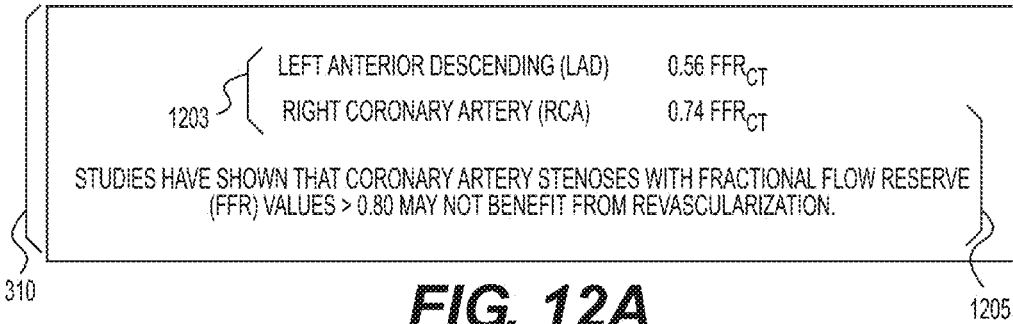 LEFT ANTERIOR DESCENDING (LAD) 0.56 FFRCT
1203 RIGHT CORONARY ARTERY (RCA) 0.74 FFRCT
STUDIES HAVE SHOWN THAT CORONARY ARTERY STENOSES WITH FRACTIONAL FLOW RESERVE
(FFR) VALUES > 0.80 MAY NOT BENEFIT FROM REVASCULARIZATION.
310
1205
FIG. 12A